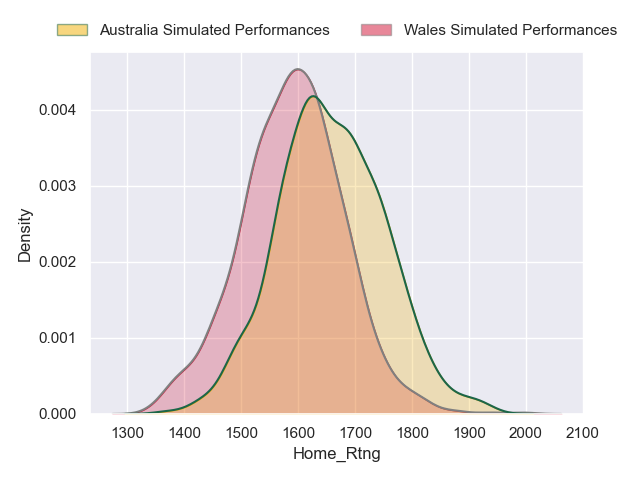 Australia Simulated Performances Wales Simulated Performances
0.004
0.003
0.002
0.001
0.000
Density
1300 1400 1500 1600 1700 1800 1900 2000 2100
Home_Rtng